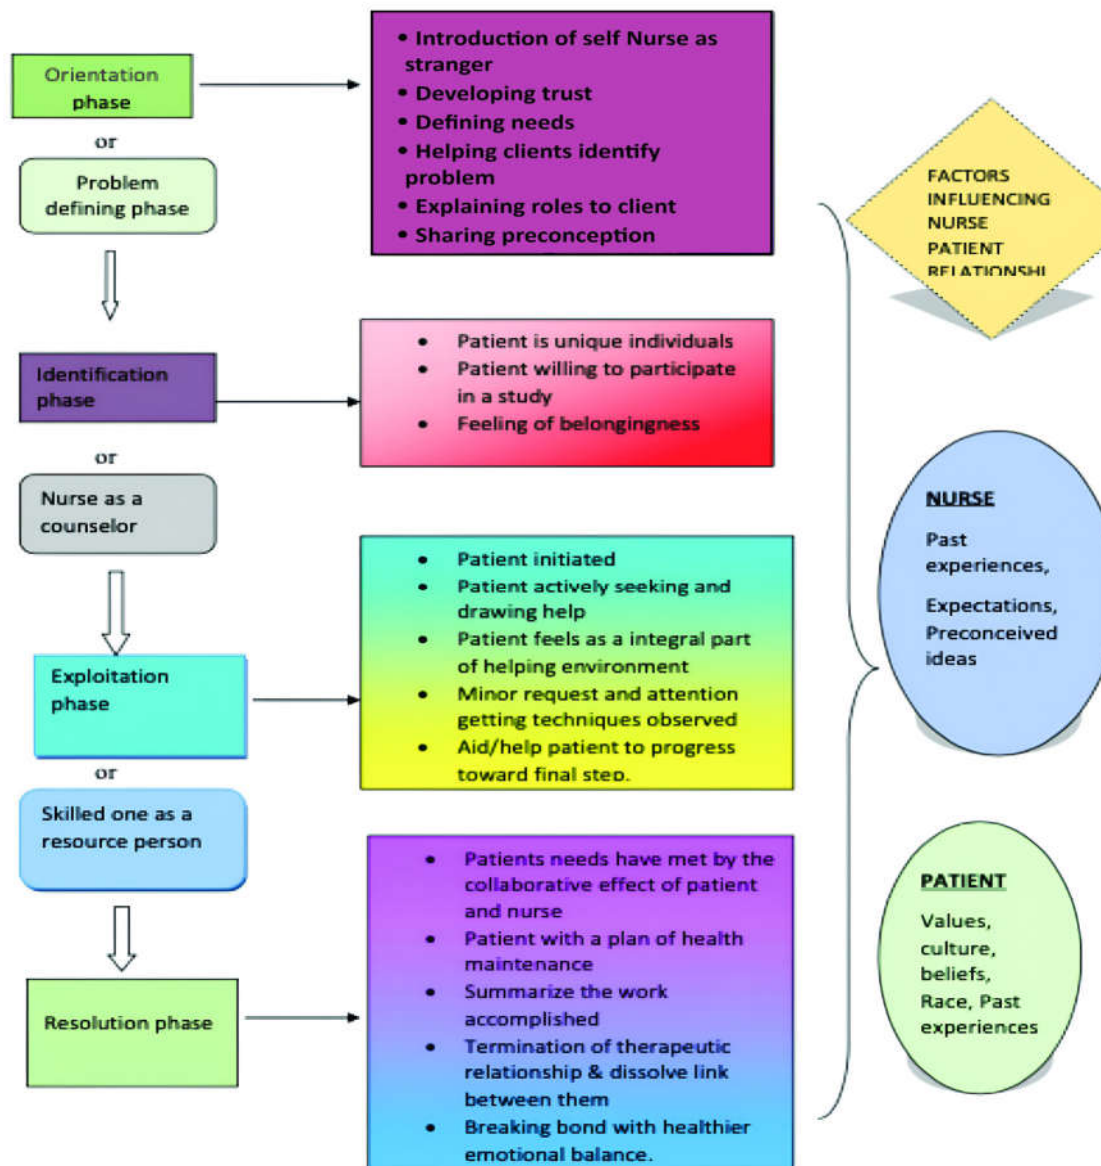 Orientation
phase
or
Problem
defining phase
• Introduction of self Nurse as
stranger
• Developing trust
• Defining needs
• Helping clients identify
problem
• Explaining roles to client
• Sharing preconception
Identification
phase
or
Nurse as a
counselor
• Patient is unique individuals
• Patient willing to participate
in a study
• Feeling of belongingness
Exploitation
phase
or
Skilled one as a
resource person
• Patient initiated
• Patient actively seeking and
drawing help
• Patient feels as a integral part
of helping environment
• Minor request and attention
getting techniques observed
• Aid/help patient to progress
toward final step.
Resolution phase
• Patients needs have met by the
collaborative effect of patient
and nurse
• Patient with a plan of health
maintenance
• Summarize the work
accomplished
• Termination of therapeutic
relationship & dissolve link
between them
• Breaking bond with healthier
emotional balance.
FACTORS
INFLUENCING
NURSE
PATIENT
RELATIONSHI
NURSE
Past
experiences,
Expectations,
Preconceived
ideas
PATIENT
Values,
culture,
beliefs,
Race, Past
experiences